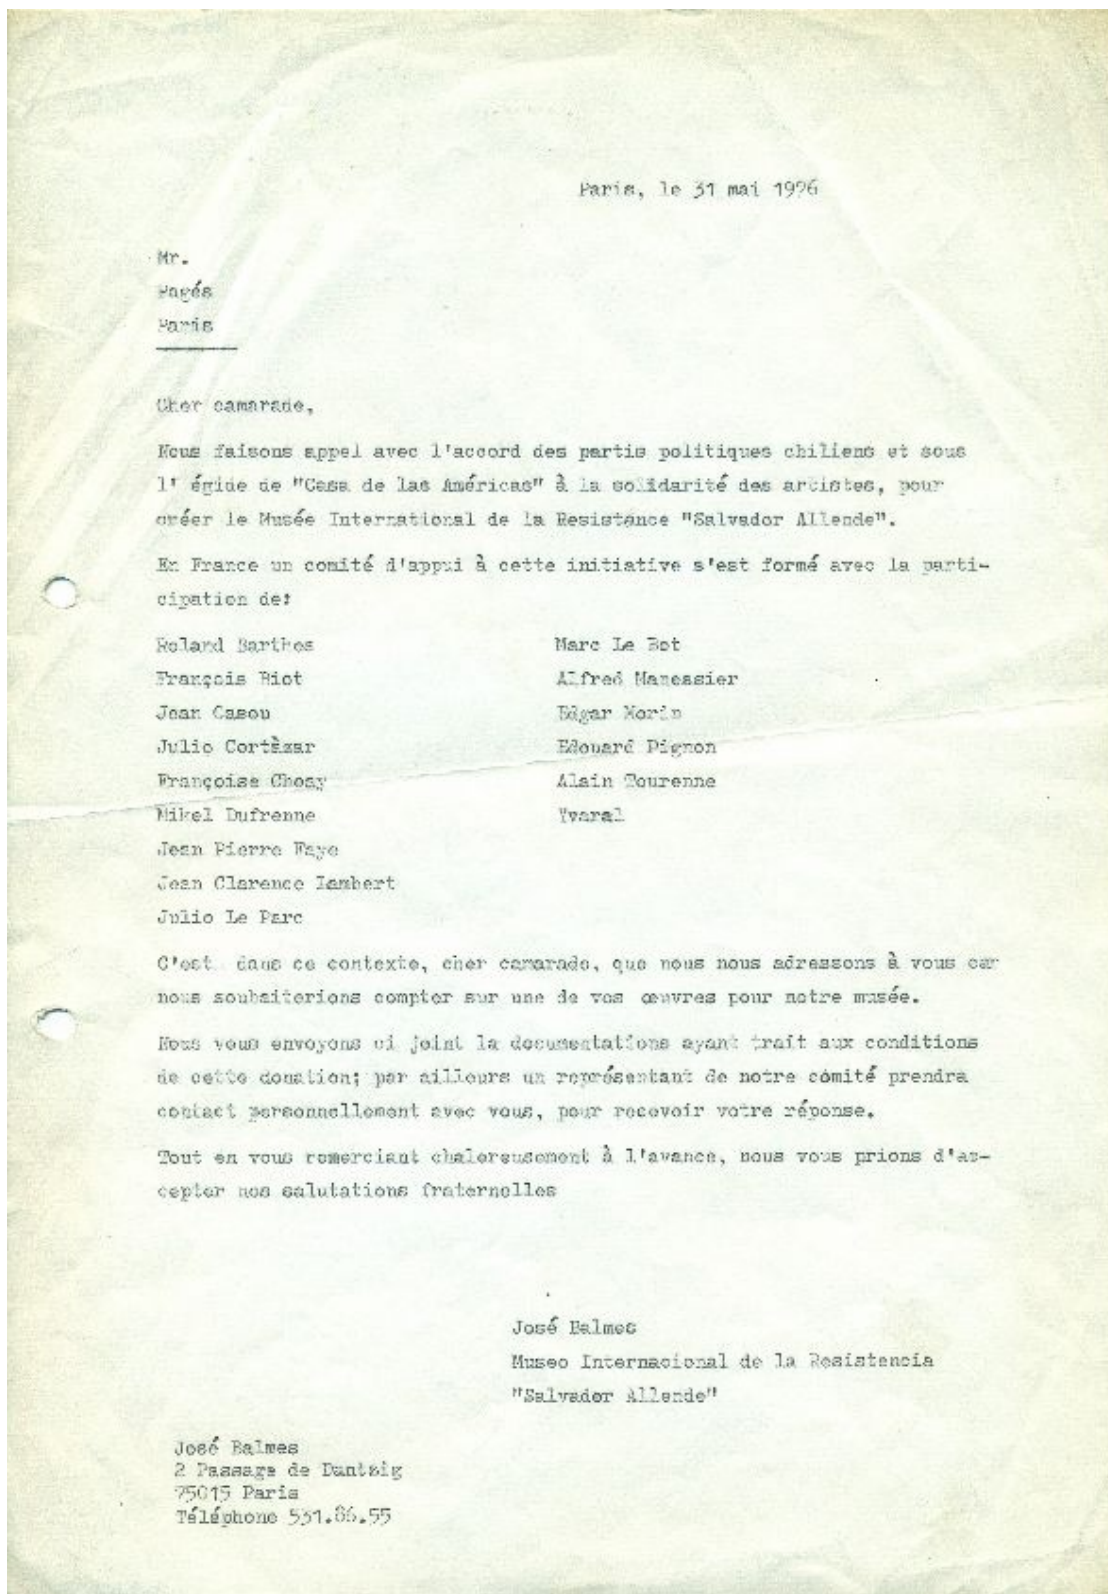 Paris, le 31 mai 1976
Mr.
Pagés
Paris
Cher camarade,
Nous faisons appel avec l'accord des partis politiques chiliens et sous
l' égide de "Casa de las Américas" à la solidarité des artistes, pour
créer le Musée International de la Resistance "Salvador Allende".
En France un comité d'appui à cette initiative s'est formé avec la parti-
cipation de:
Roland Barthes
François Biot
Jean Casou
Julio Cortàzar
Françoise Choay
Mikel Dufrenne
Jean Pierre Faye
Jean Clarence Lambert
Julio Le Parc
Marc Le Bot
Alfred Manessier
Edgar Morin
Edouard Pignon
Alain Tourenne
Yvaral
C'est dans ce contexte, cher camarade, que nous nous adressons à vous car
nous souhaiterions compter sur une de vos œuvres pour notre musée.
Nous vous envoyons ci joint la documentations ayant trait aux conditions
de cette donation; par ailleurs un représentant de notre comité prendra
contact personnellement avec vous, pour recevoir votre réponse.
Tout en vous remerciant chalereusement à l'avance, nous vous prions d'ac-
cepter nos salutations fraternelles
José Balmes
Museo Internacional de la Resistencia
"Salvador Allende"
José Balmes
2 Passage de Dantzig
75015 Paris
Téléphone 531.86.55